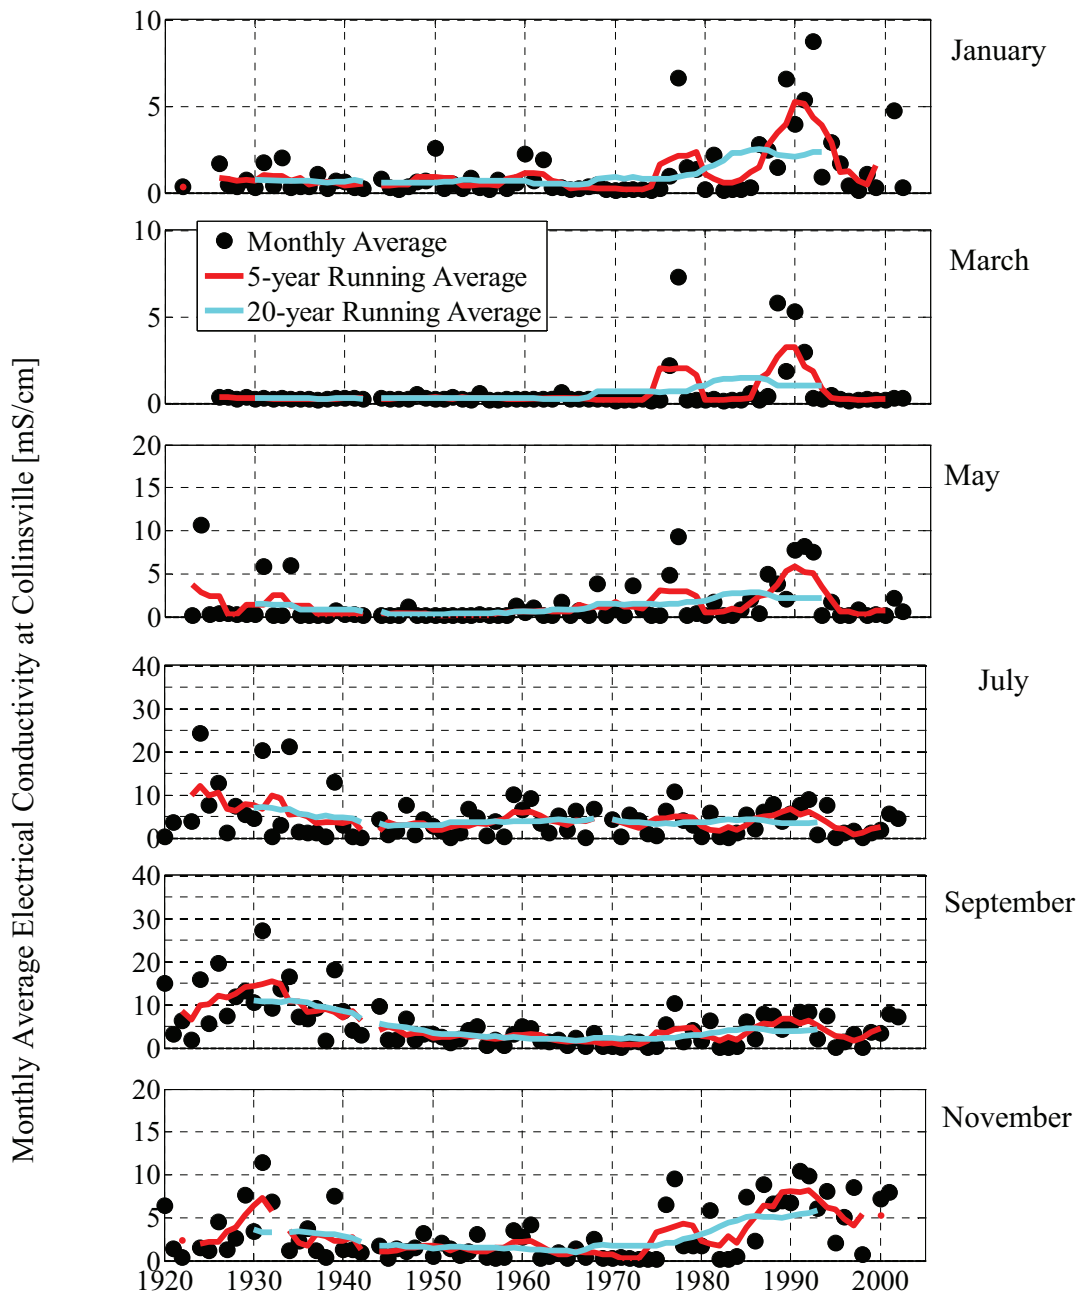 Monthly Average Electrical Conductivity at Collinsville [mS/cm]
10
5
0
January
10
5
0
March
Monthly Average
5-year Running Average
20-year Running Average
20
15
10
5
0
May
40
30
20
10
0
July
40
30
20
10
0
September
20
15
10
5
0
November
1920 1930 1940 1950 1960 1970 1980 1990 2000